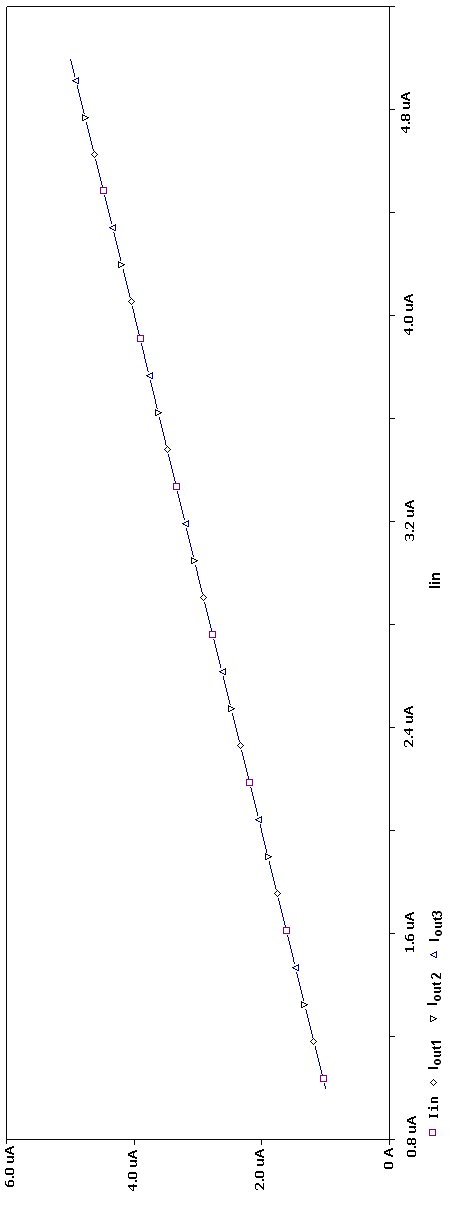 6.0 uA
4.0 uA
2.0 uA
0 A
0.8 uA
1.6 uA
2.4 uA
3.2 uA
4.0 uA
4.8 uA
Iin
□ Iin ◇ Iout1 ▽ Iout2 △ Iout3